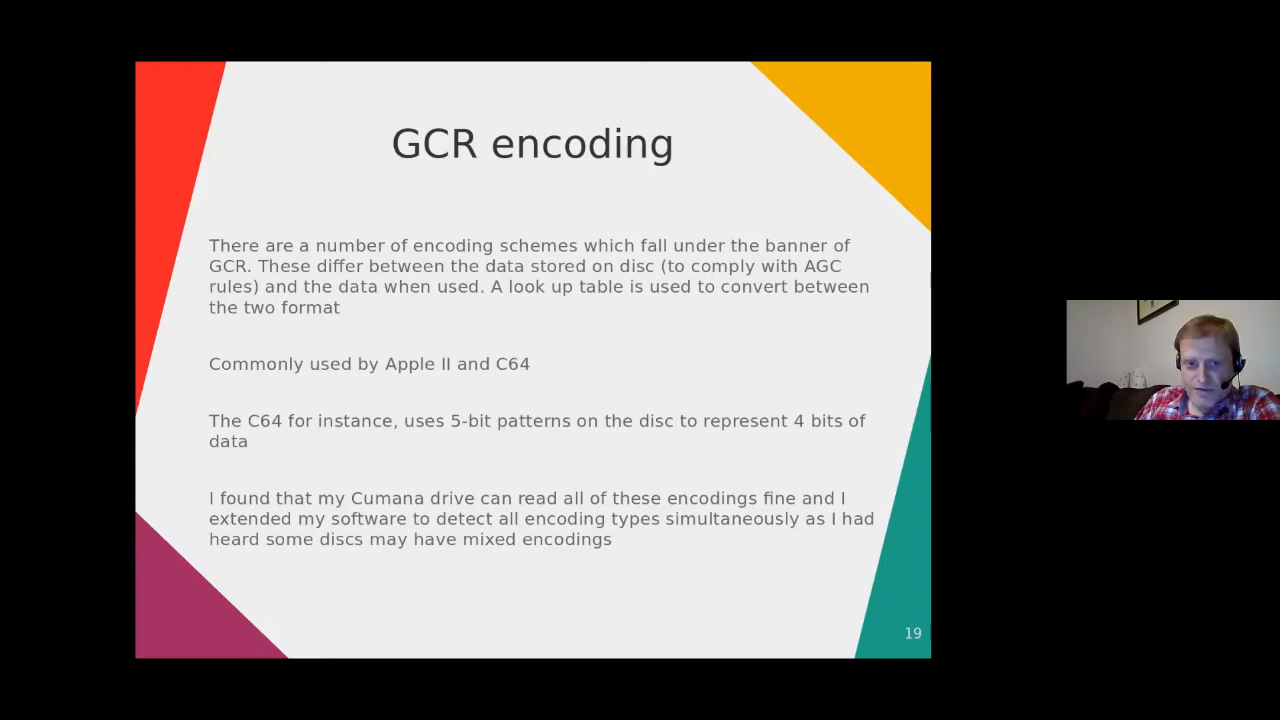 GCR encoding
There are a number of encoding schemes which fall under the banner of
GCR. These differ between the data stored on disc (to comply with AGC
rules) and the data when used. A look up table is used to convert between
the two format
Commonly used by Apple II and C64
The C64 for instance, uses 5-bit patterns on the disc to represent 4 bits of
data
I found that my Cumana drive can read all of these encodings fine and I
extended my software to detect all encoding types simultaneously as I had
heard some discs may have mixed encodings
19